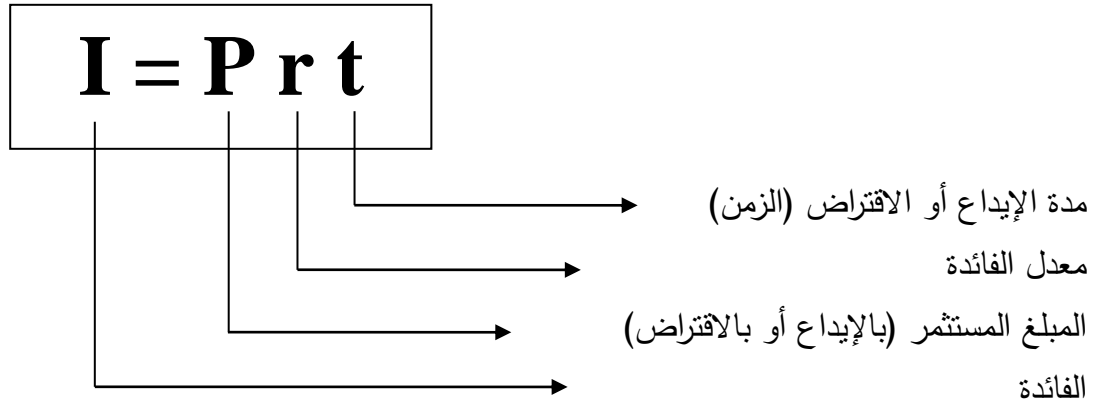 I = P r t
مدة الإيداع أو الاقتراض (الزمن)
معدل الفائدة
المبلغ المستثمر (بالإيداع أو بالاقتراض)
الفائدة